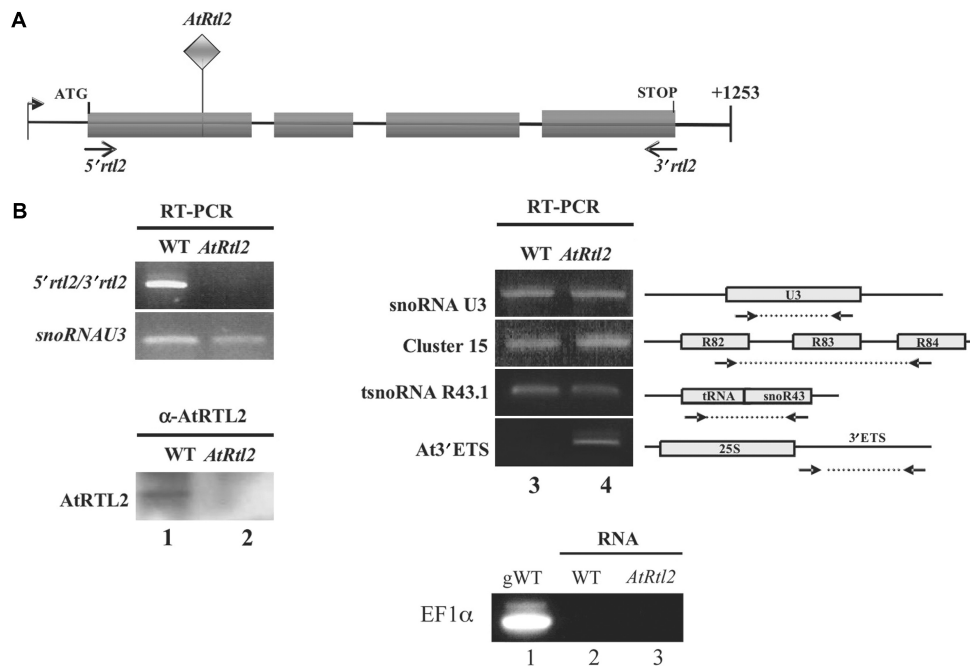 A
AtRtl2
ATG
STOP
+1253
5′rtl2
3′rtl2
B
RT-PCR
WT AtRtl2
5′rtl2/3′rtl2
snoRNAU3
α-AtRTL2
WT AtRtl2
AtRTL2
1 2
RT-PCR
WT AtRtl2
snoRNA U3
U3
Cluster 15
R82 R83 R84
tsnoRNA R43.1
tRNA snoR43
At3′ETS
25S 3′ETS
3 4
RNA
gWT WT AtRtl2
EF1α
1 2 3